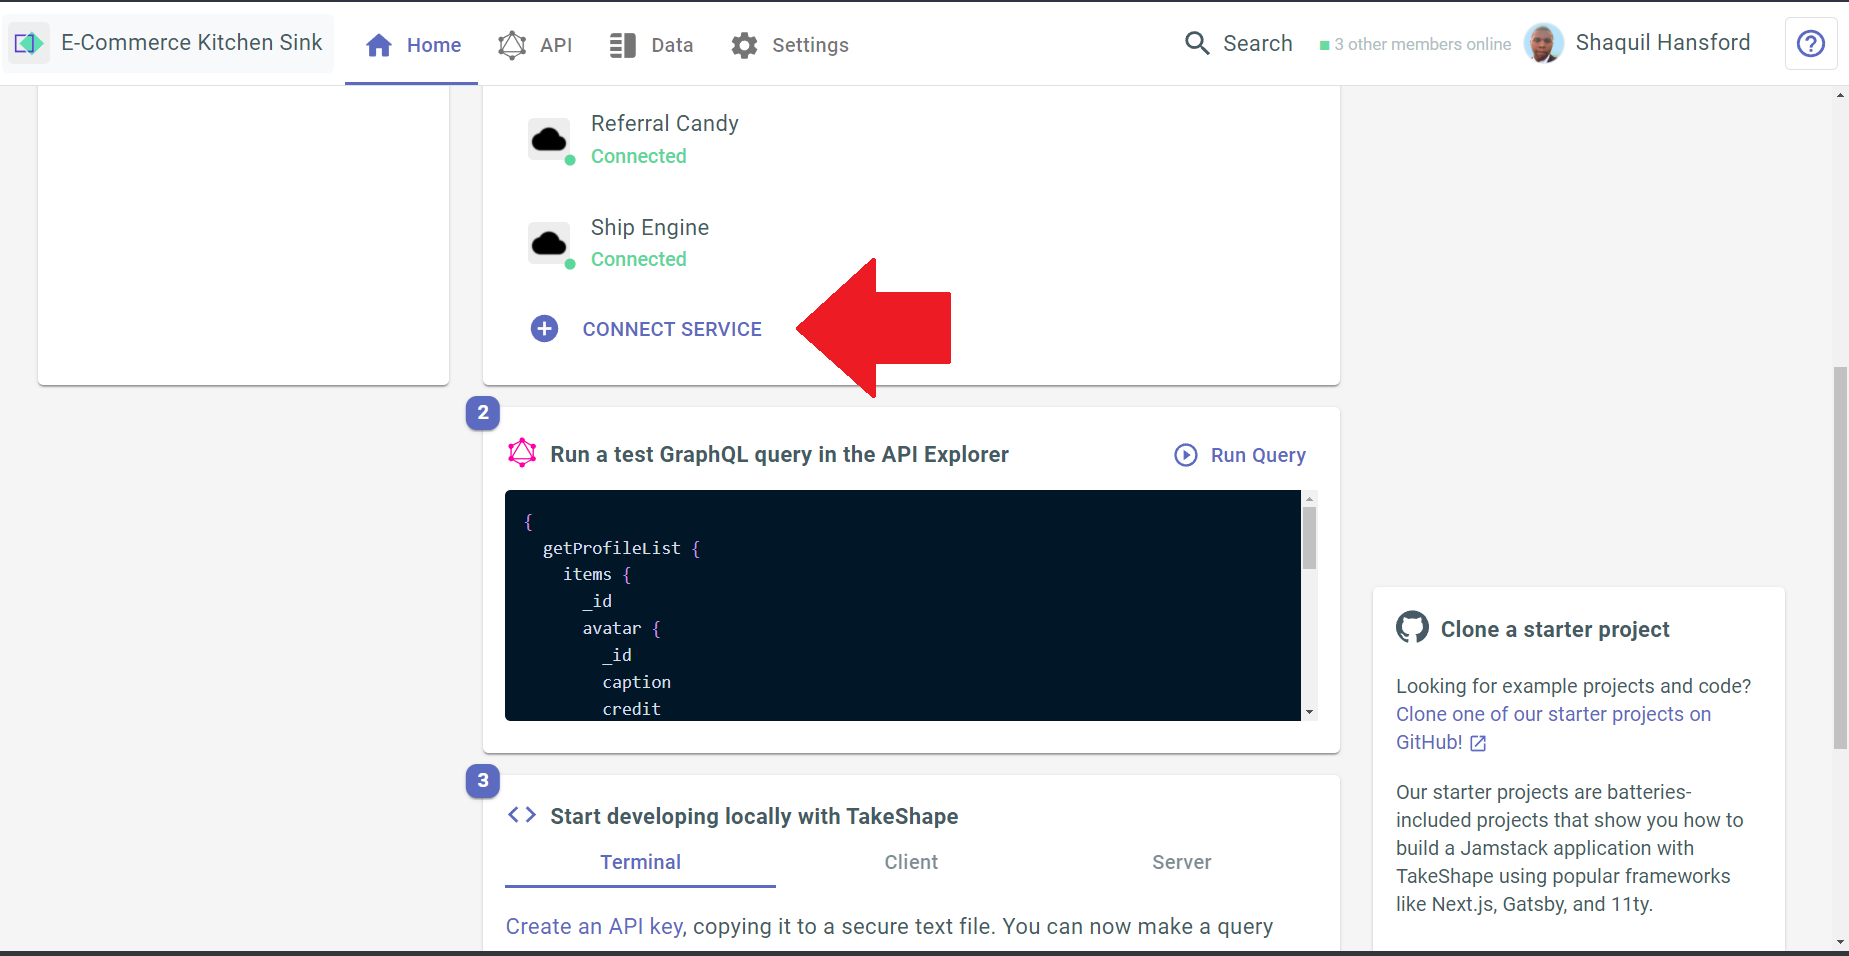 E-Commerce Kitchen Sink
Home
API
Data
Settings
Search
3 other members online
Shaquil Hansford
Referral Candy
Connected
Ship Engine
Connected
CONNECT SERVICE
2
Run a test GraphQL query in the API Explorer
Run Query
{
getProfileList {
items {
_id
avatar {
_id
caption
credit
3
Start developing locally with TakeShape
Terminal
Client
Server
Create an API key, copying it to a secure text file. You can now make a query
Clone a starter project
Looking for example projects and code?
Clone one of our starter projects on
GitHub!
Our starter projects are batteries-
included projects that show you how to
build a Jamstack application with
TakeShape using popular frameworks
like Next.js, Gatsby, and 11ty.